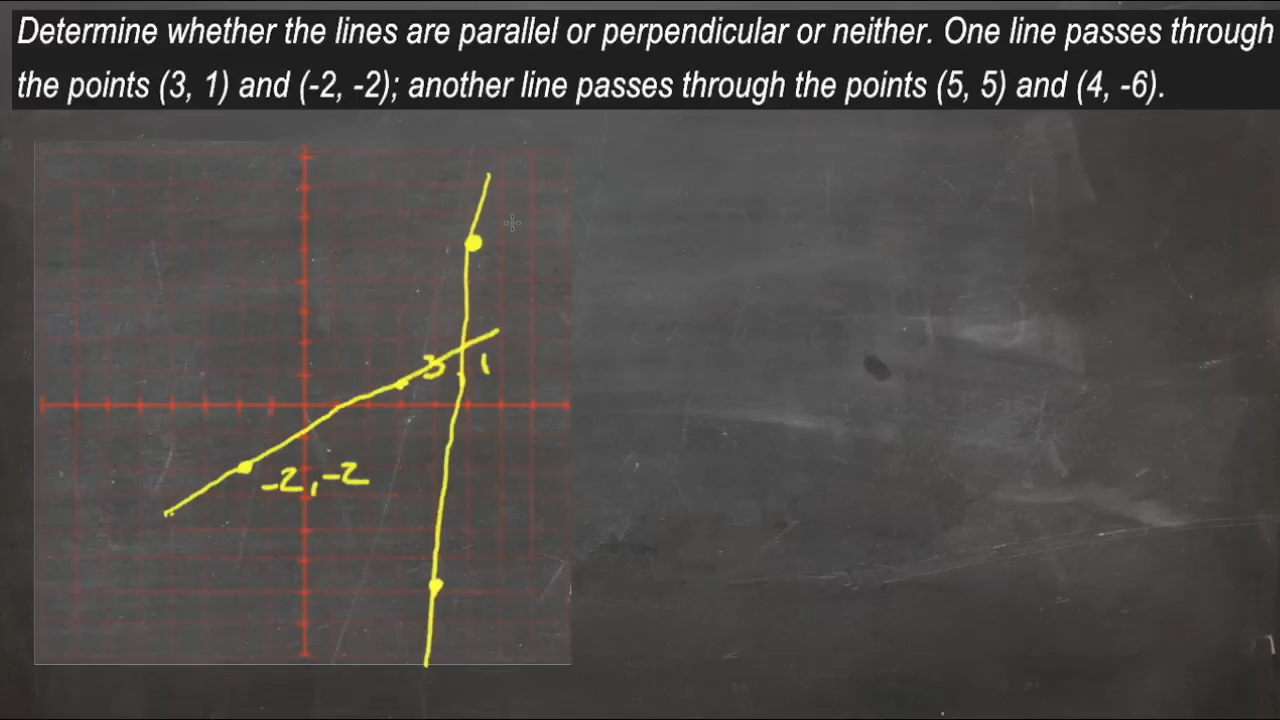 Determine whether the lines are parallel or perpendicular or neither. One line passes through
the points (3, 1) and (-2, -2); another line passes through the points (5, 5) and (4, -6).
3, 1
-2, -2